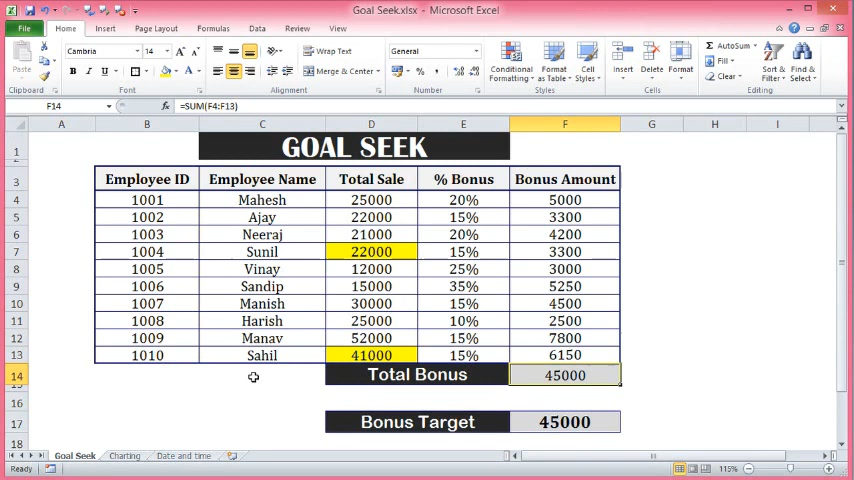 Goal Seek.xlsx - Microsoft Excel
File Home Insert Page Layout Formulas Data Review View
Cambria 14 A A Wrap Text General AutoSum
Paste B I U A Merge & Center $ % , Conditional Formatting Format as Table Cell Styles Insert Delete Format Fill Clear Sort & Filter Find & Select
Clipboard Font Alignment Number Styles Cells Editing
F14 fx =SUM(F4:F13)
A B C D E F G H I
1 GOAL SEEK
2
3 Employee ID Employee Name Total Sale % Bonus Bonus Amount
4 1001 Mahesh 25000 20% 5000
5 1002 Ajay 22000 15% 3300
6 1003 Neeraj 21000 20% 4200
7 1004 Sunil 22000 15% 3300
8 1005 Vinay 12000 25% 3000
9 1006 Sandip 15000 35% 5250
10 1007 Manish 30000 15% 4500
11 1008 Harish 25000 10% 2500
12 1009 Manav 52000 15% 7800
13 1010 Sahil 41000 15% 6150
14 Total Bonus 45000
15
16
17 Bonus Target 45000
18
Goal Seek Charting Date and time
Ready 115%